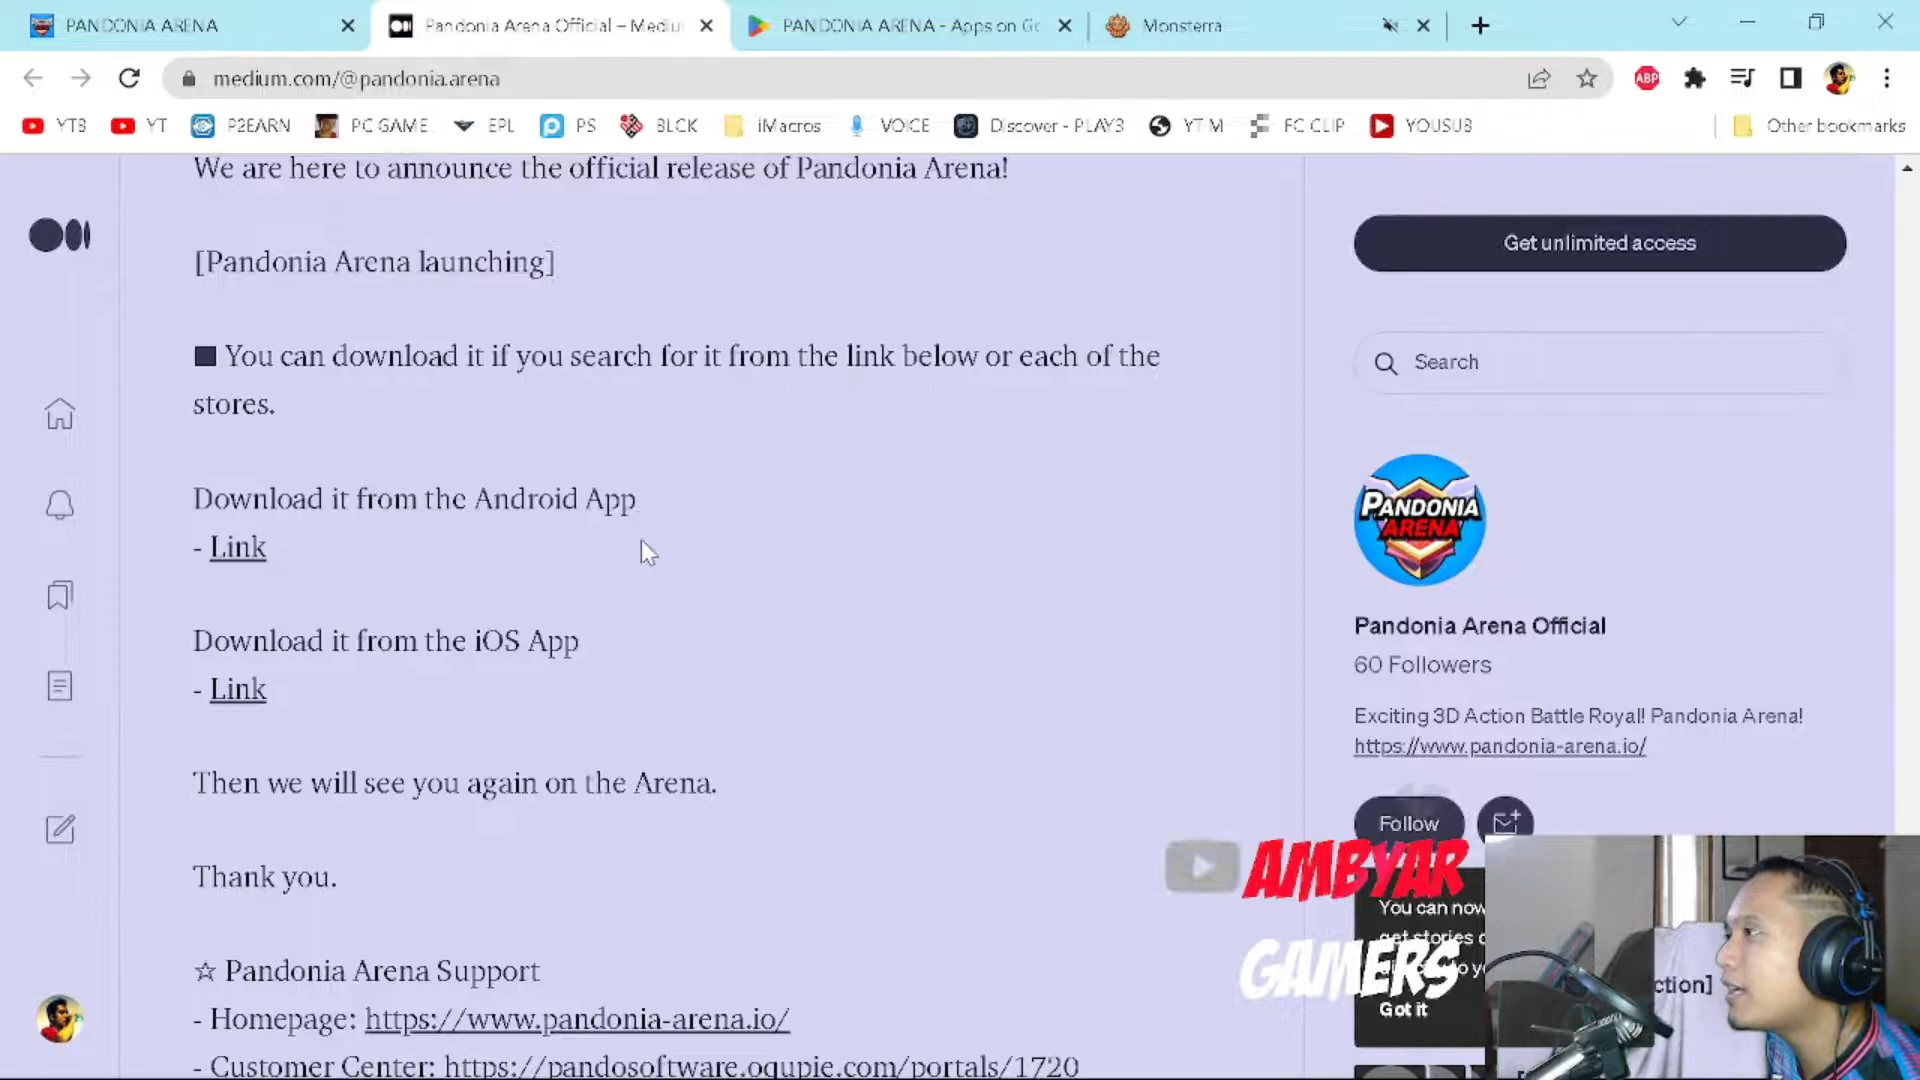 PANDONIA ARENA
Pandonia Arena Official – Mediu
PANDONIA ARENA - Apps on Go
Monsterra
medium.com/@pandonia.arena
ABP
YTB
YT
P2EARN
PC GAME
EPL
PS
BLCK
iMacros
VOICE
Discover - PLAY3
YT M
FC CLIP
YOUSUB
Other bookmarks
We are here to announce the official release of Pandonia Arena!
[Pandonia Arena launching]
■ You can download it if you search for it from the link below or each of the
stores.
Download it from the Android App
- Link
Download it from the iOS App
- Link
Then we will see you again on the Arena.
Thank you.
☆ Pandonia Arena Support
- Homepage: https://www.pandonia-arena.io/
- Customer Center: https://pandosoftware.oqupie.com/portals/1720
Get unlimited access
Search
PANDONIA
ARENA
Pandonia Arena Official
60 Followers
Exciting 3D Action Battle Royal! Pandonia Arena!
https://www.pandonia-arena.io/
Follow
AMBYAR
GAMERS
You can now
get stories
Got it
ction]